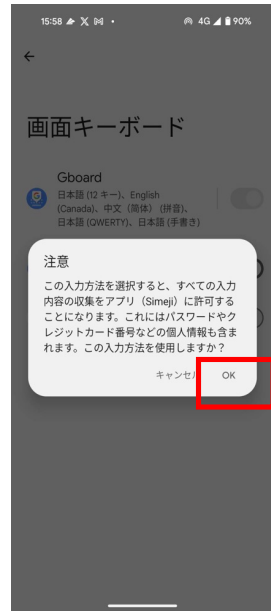 15:58
4G 90%
画面キーボード
Gboard
日本語 (12 キー)、English
(Canada)、中文（简体） (拼音)、
日本語 (QWERTY)、日本語 (手書き)
注意
この入力方法を選択すると、すべての入力
内容の収集をアプリ（Simeji）に許可する
ことになります。これにはパスワードやク
レジットカード番号などの個人情報も含ま
れます。この入力方法を使用しますか？
キャンセル OK